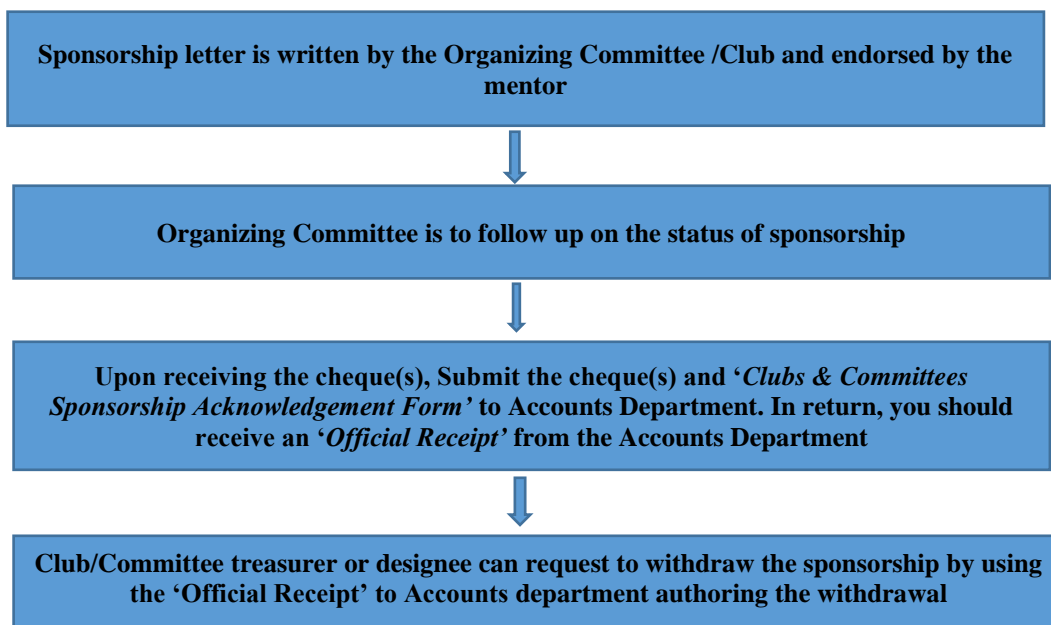 Sponsorship letter is written by the Organizing Committee /Club and endorsed by the
mentor
Organizing Committee is to follow up on the status of sponsorship
Upon receiving the cheque(s), Submit the cheque(s) and ‘Clubs & Committees
Sponsorship Acknowledgement Form’ to Accounts Department. In return, you should
receive an ‘Official Receipt’ from the Accounts Department
Club/Committee treasurer or designee can request to withdraw the sponsorship by using
the ‘Official Receipt’ to Accounts department authoring the withdrawal